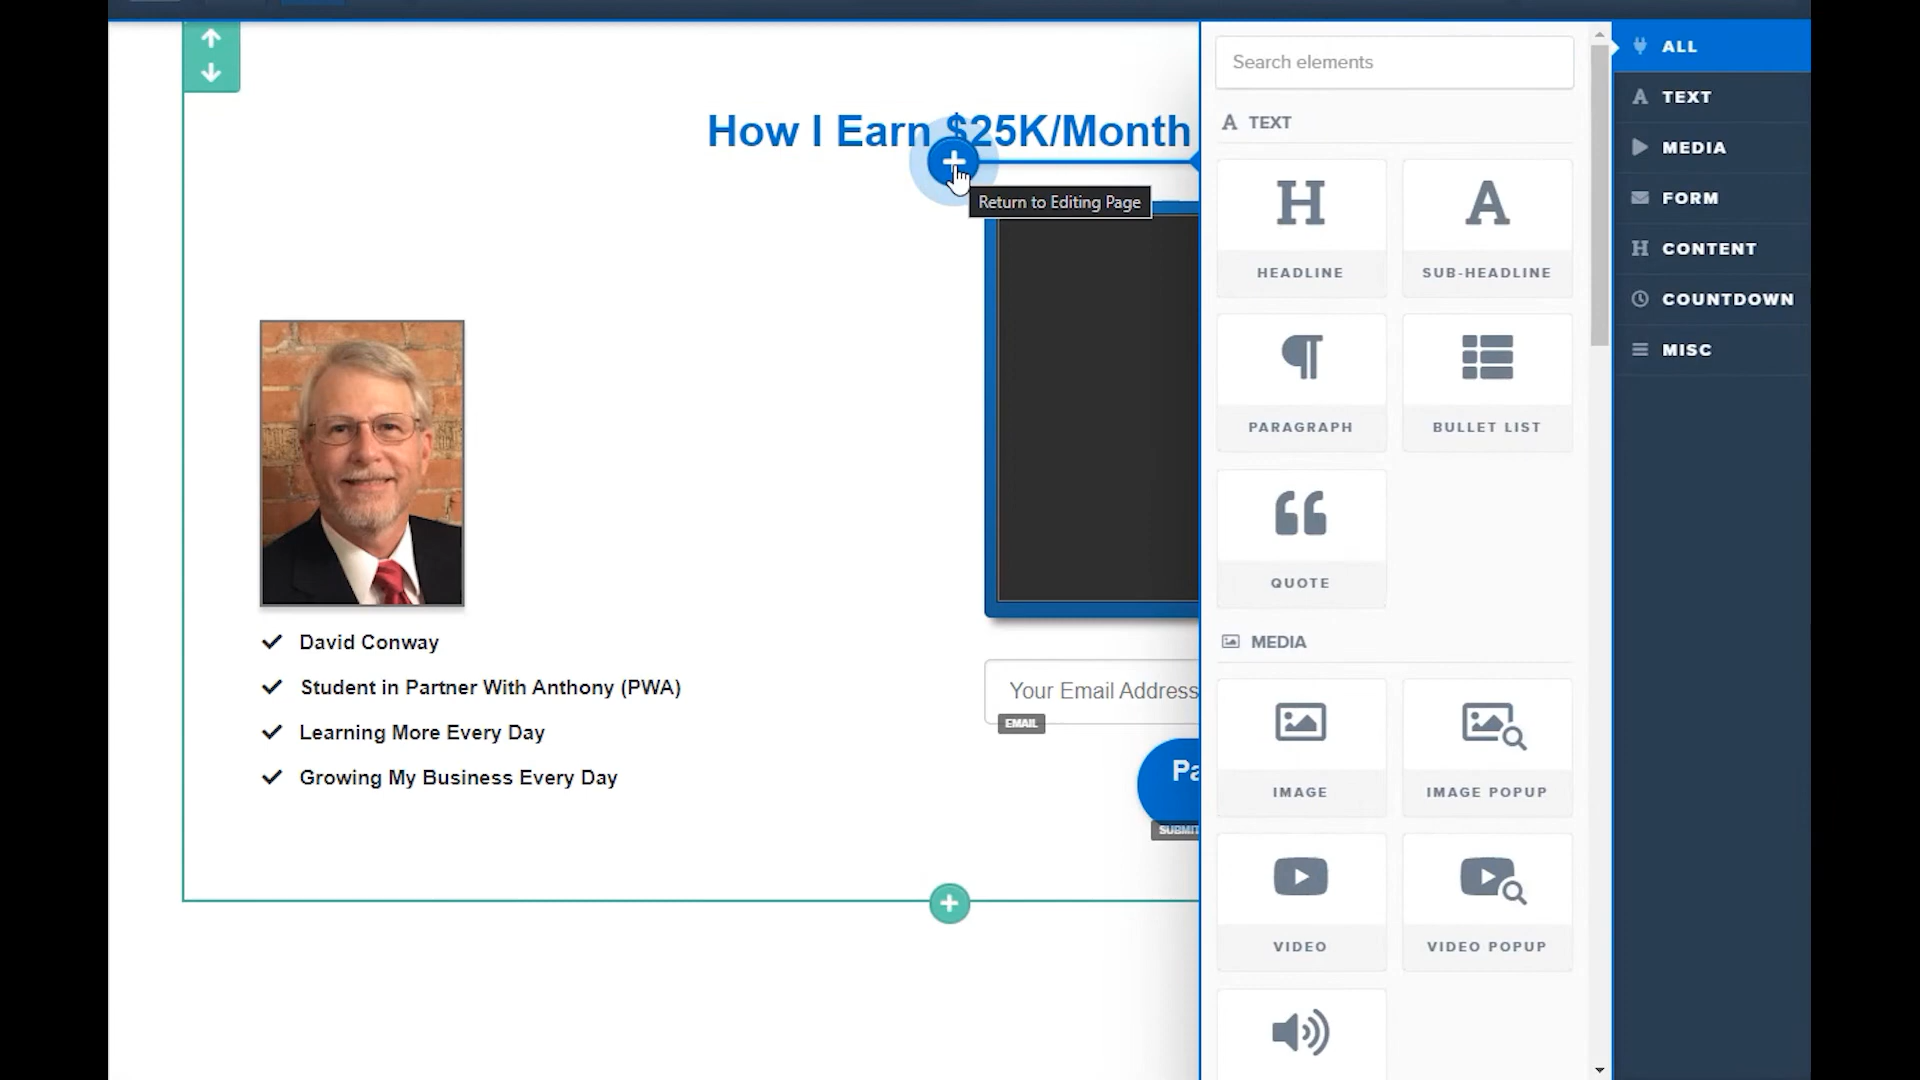 How I Earn $25K/Month
Return to Editing Page
David Conway
Student in Partner With Anthony (PWA)
Learning More Every Day
Growing My Business Every Day
Your Email Address
EMAIL
Pa
SUBMIT
Search elements
TEXT
HEADLINE
SUB-HEADLINE
PARAGRAPH
BULLET LIST
QUOTE
MEDIA
IMAGE
IMAGE POPUP
VIDEO
VIDEO POPUP
ALL
TEXT
MEDIA
FORM
CONTENT
COUNTDOWN
MISC